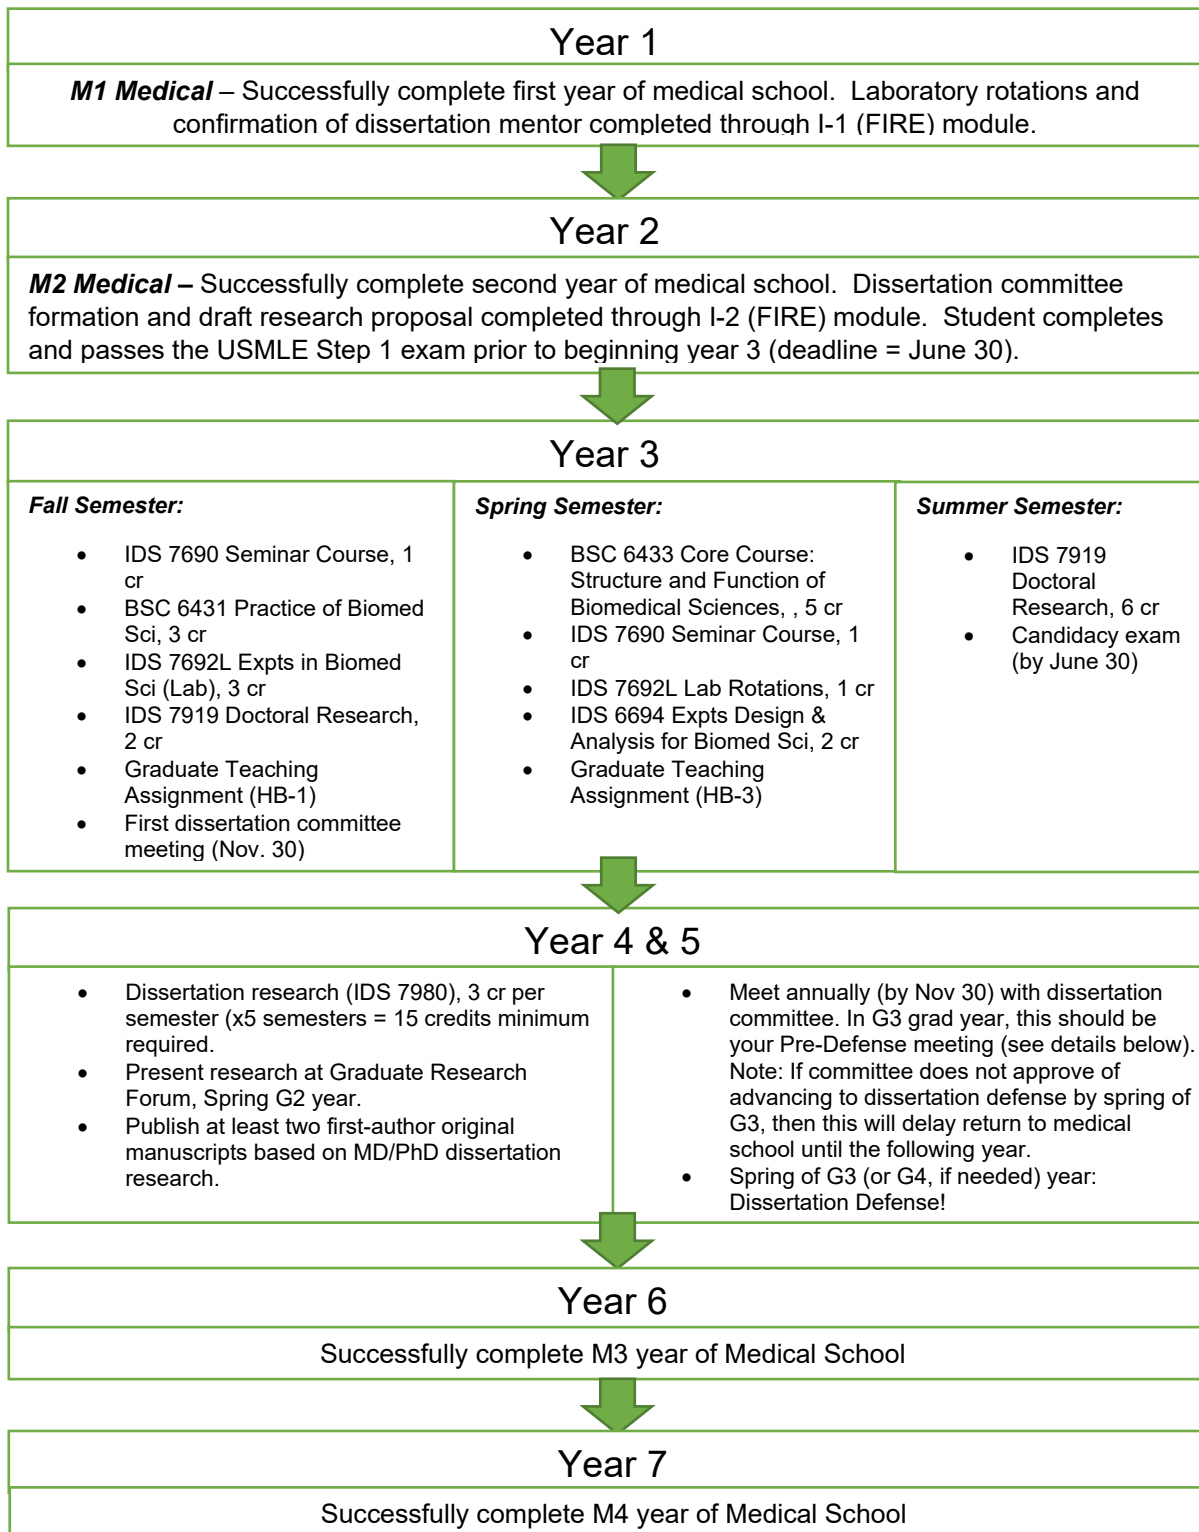 Year 1
M1 Medical – Successfully complete first year of medical school. Laboratory rotations and
confirmation of dissertation mentor completed through I-1 (FIRE) module.
Year 2
M2 Medical – Successfully complete second year of medical school. Dissertation committee
formation and draft research proposal completed through I-2 (FIRE) module. Student completes
and passes the USMLE Step 1 exam prior to beginning year 3 (deadline = June 30).
Year 3
Fall Semester:
• IDS 7690 Seminar Course, 1
cr
• BSC 6431 Practice of Biomed
Sci, 3 cr
• IDS 7692L Expts in Biomed
Sci (Lab), 3 cr
• IDS 7919 Doctoral Research,
2 cr
• Graduate Teaching
Assignment (HB-1)
• First dissertation committee
meeting (Nov. 30)
Spring Semester:
• BSC 6433 Core Course:
Structure and Function of
Biomedical Sciences, , 5 cr
• IDS 7690 Seminar Course, 1
cr
• IDS 7692L Lab Rotations, 1 cr
• IDS 6694 Expts Design &
Analysis for Biomed Sci, 2 cr
• Graduate Teaching
Assignment (HB-3)
Summer Semester:
• IDS 7919
Doctoral
Research, 6 cr
• Candidacy exam
(by June 30)
Year 4 & 5
• Dissertation research (IDS 7980), 3 cr per
semester (x5 semesters = 15 credits minimum
required.
• Present research at Graduate Research
Forum, Spring G2 year.
• Publish at least two first-author original
manuscripts based on MD/PhD dissertation
research.
• Meet annually (by Nov 30) with dissertation
committee. In G3 grad year, this should be
your Pre-Defense meeting (see details below).
Note: If committee does not approve of
advancing to dissertation defense by spring of
G3, then this will delay return to medical
school until the following year.
• Spring of G3 (or G4, if needed) year:
Dissertation Defense!
Year 6
Successfully complete M3 year of Medical School
Year 7
Successfully complete M4 year of Medical School